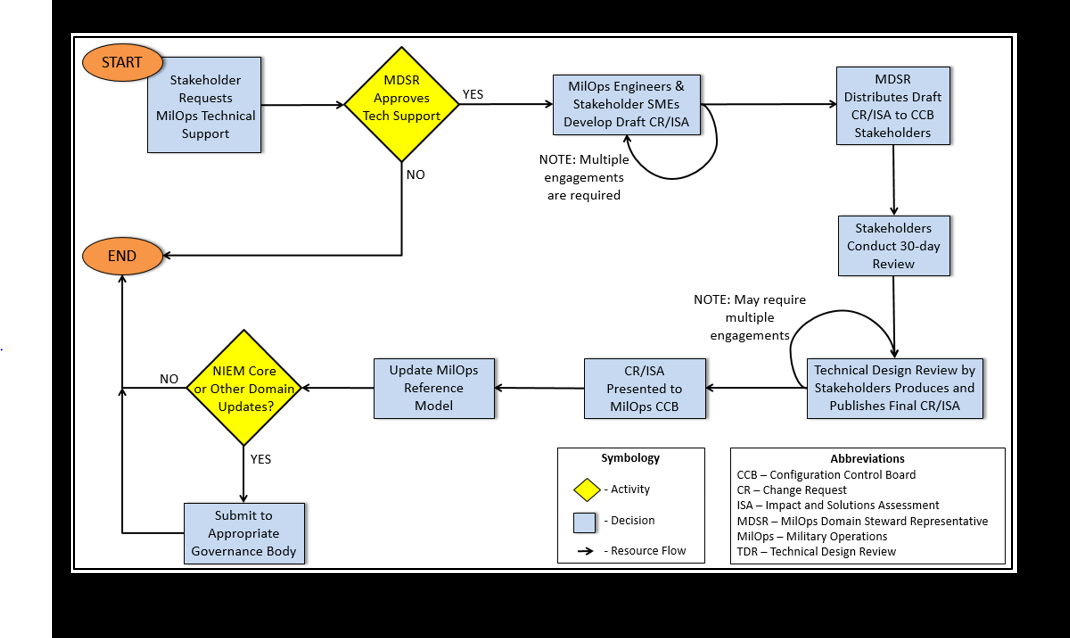 START
Stakeholder
Requests
MilOps Technical
Support
MDSR
Approves
Tech Support
YES
NO
MilOps Engineers &
Stakeholder SMEs
Develop Draft CR/ISA
NOTE: Multiple
engagements
are required
MDSR
Distributes Draft
CR/ISA to CCB
Stakeholders
Stakeholders
Conduct 30-day
Review
NOTE: May require
multiple
engagements
Technical Design Review by
Stakeholders Produces and
Publishes Final CR/ISA
CR/ISA
Presented to
MilOps CCB
Update MilOps
Reference
Model
NIEM Core
or Other Domain
Updates?
NO
YES
END
Submit to
Appropriate
Governance Body
Symbology
- Activity
- Decision
- Resource Flow
Abbreviations
CCB – Configuration Control Board
CR – Change Request
ISA – Impact and Solutions Assessment
MDSR – MilOps Domain Steward Representative
MilOps – Military Operations
TDR – Technical Design Review